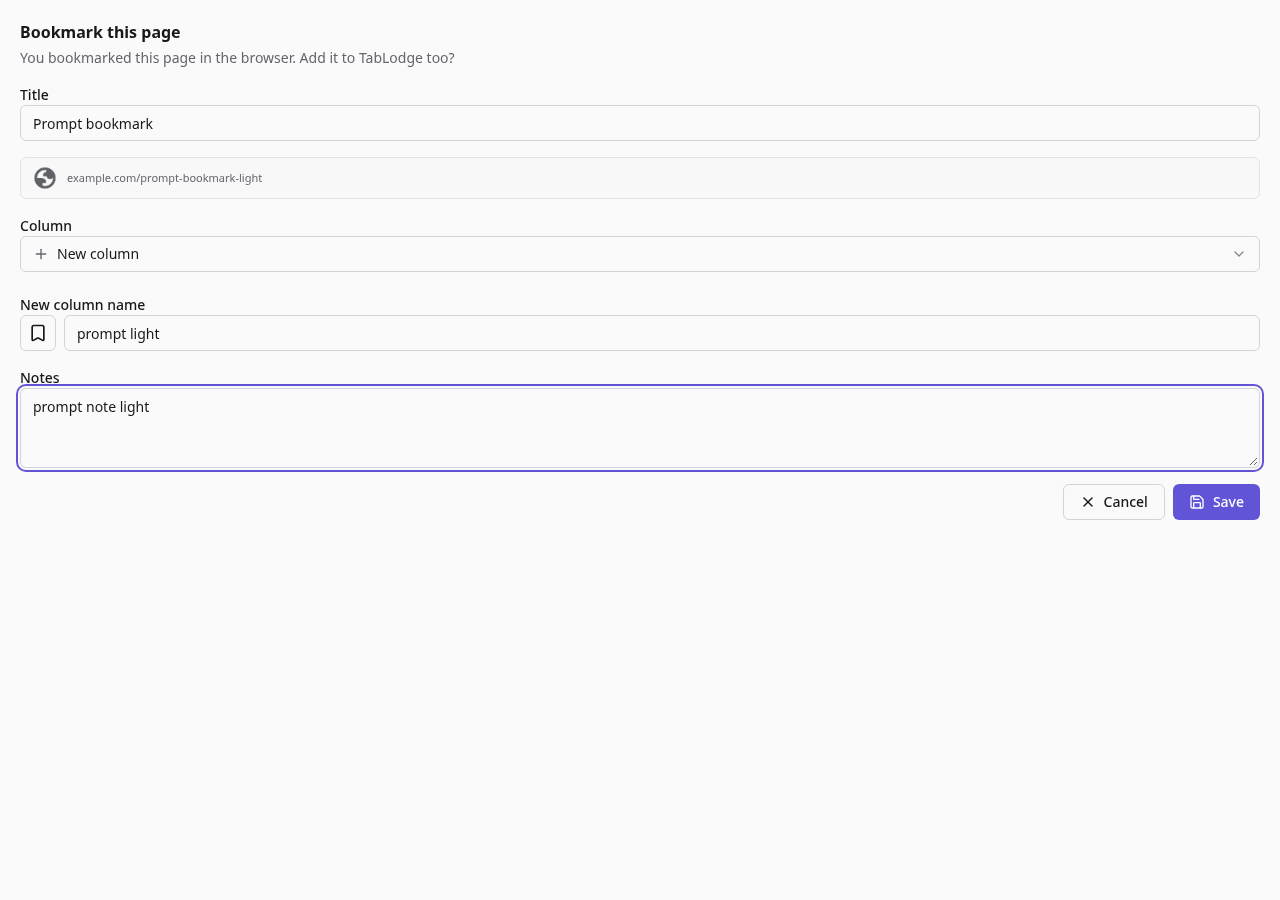 Bookmark this page
You bookmarked this page in the browser. Add it to TabLodge too?
Title
Prompt bookmark
example.com/prompt-bookmark-light
Column
New column
New column name
prompt light
Notes
prompt note light
Cancel
Save